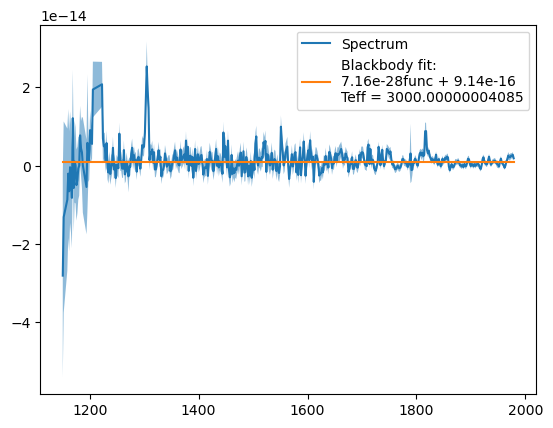 1e−14
Spectrum
Blackbody fit:
7.16e-28func + 9.14e-16
Teff = 3000.00000004085
2
0
−2
−4
1200
1400
1600
1800
2000